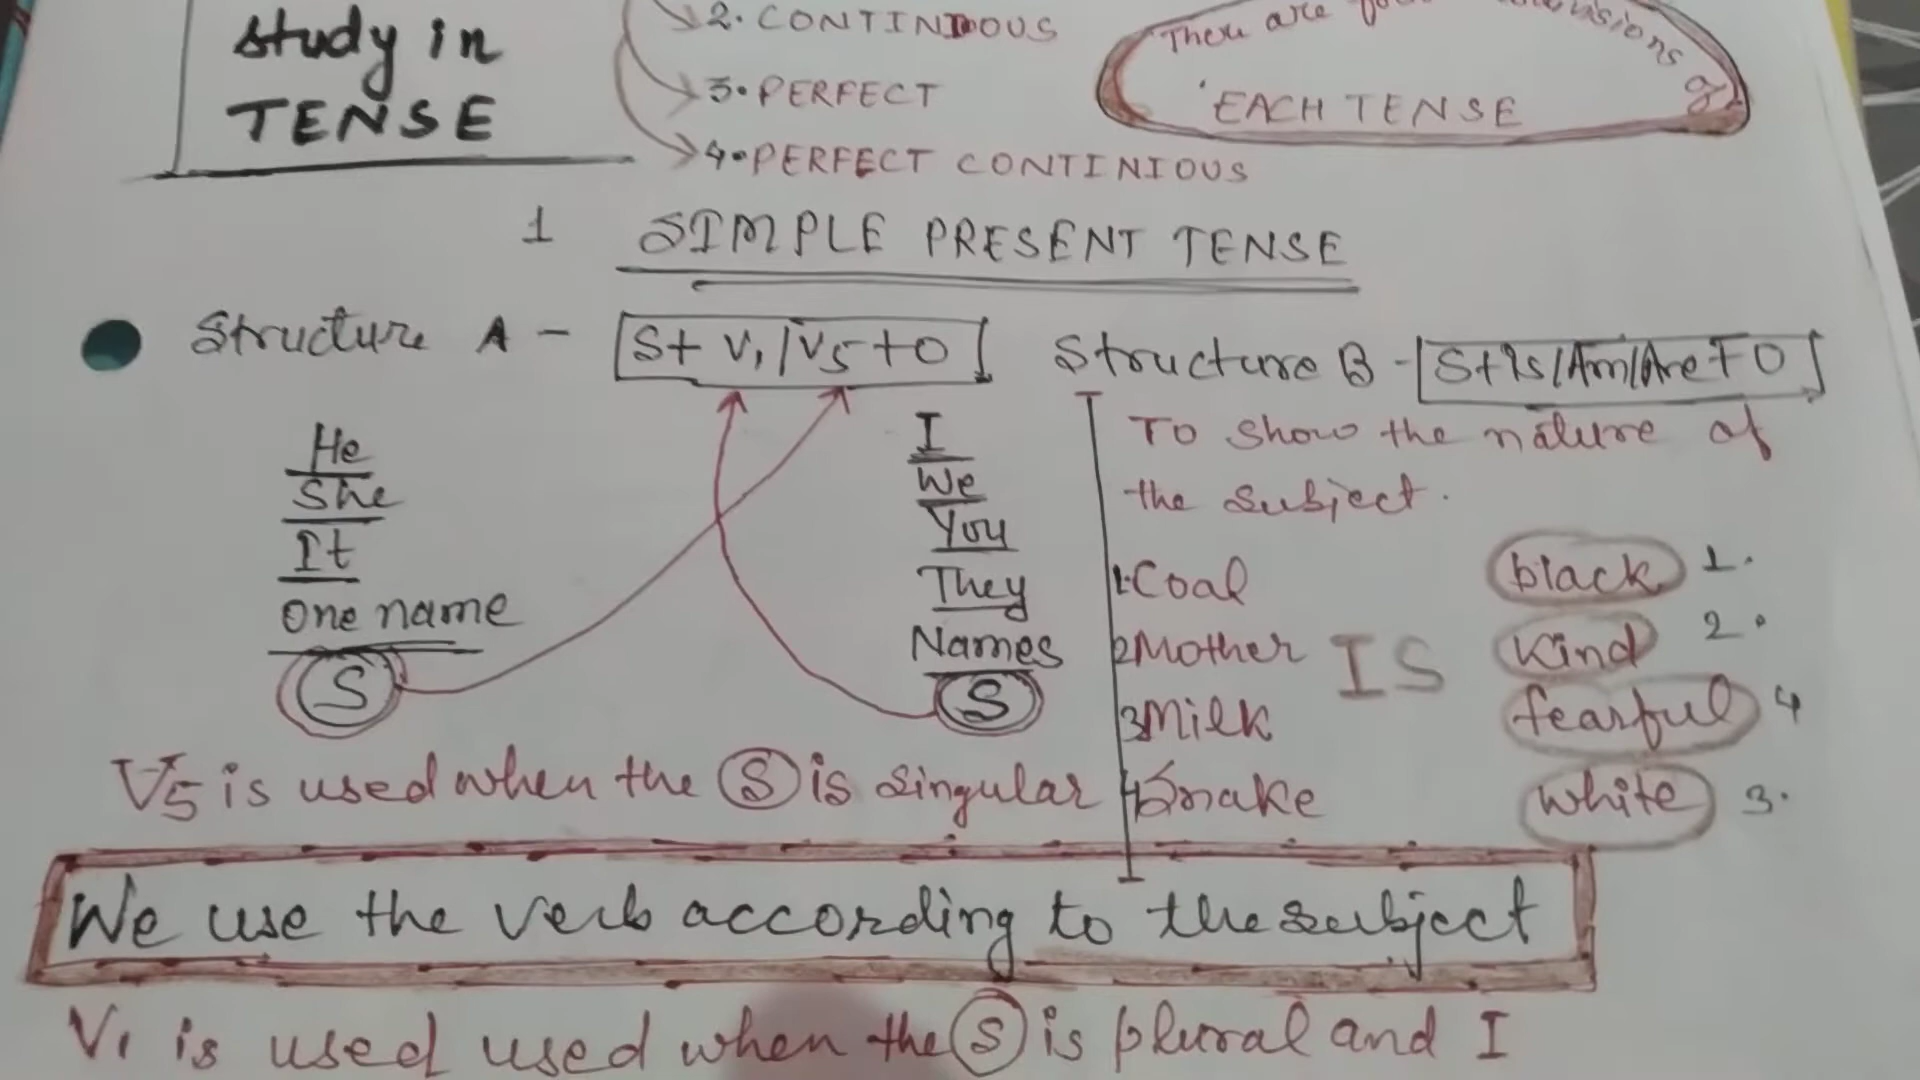 Study in
TENSE
2. CONTINUOUS
3. PERFECT
4. PERFECT CONTINIOUS
There are
visions of
EACH TENSE
1 SIMPLE PRESENT TENSE
Structure A - S+ V1/V5 +O
Structure B - S+Is/Am/Are + O
He
She
It
One name
S
I
We
You
They
Names
S
To show the nature of
the subject.
1. Coal black 1.
2 Mother IS Kind 2.
3 Milk fearful 4
4 Snake white 3.
V5 is used when the S is singular
We use the verb according to the subject
V1 is used used when the S is plural and I